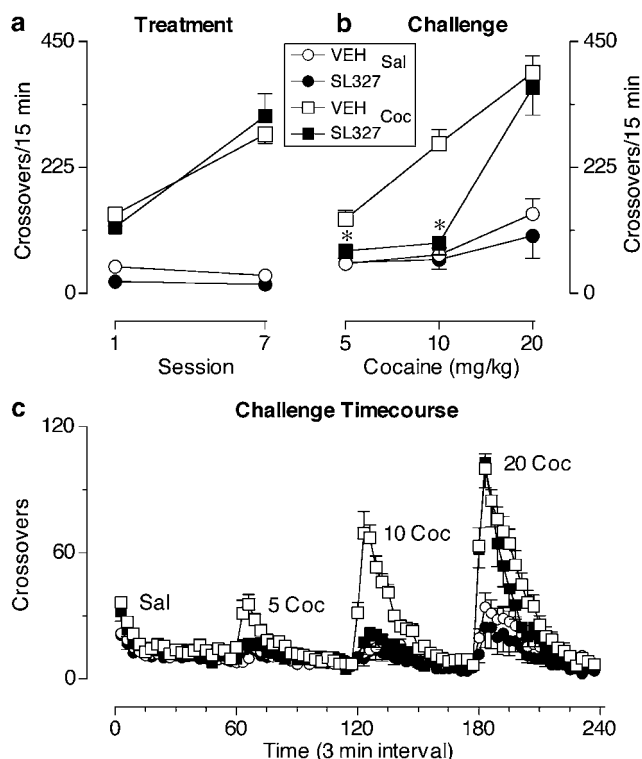 a Treatment
b Challenge
450
225
0
Crossovers/15 min
1 7
Session
VEH Sal
SL327
VEH Coc
SL327
* *
5 10 20
Cocaine (mg/kg)
450
225
0
Crossovers/15 min
c Challenge Timecourse
120
60
0
Crossovers
Sal
5 Coc
10 Coc
20 Coc
0 60 120 180 240
Time (3 min interval)